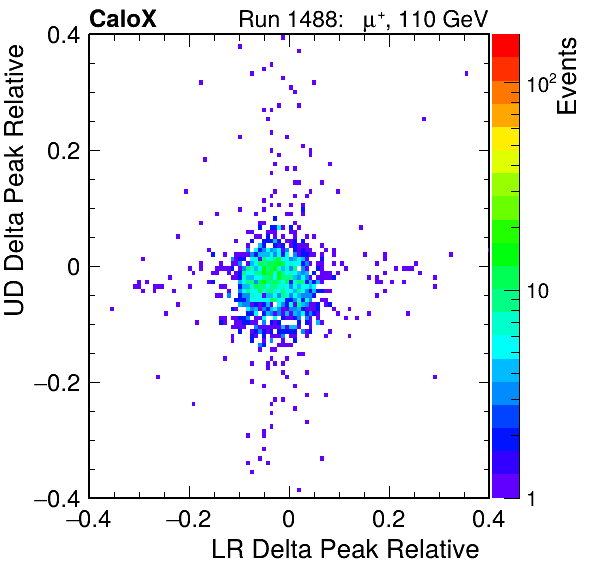 CaloX Run 1488: μ⁺, 110 GeV
UD Delta Peak Relative
0.4
0.2
0
−0.2
−0.4
−0.4 −0.2 0 0.2 0.4
LR Delta Peak Relative
Events
10²
10
1